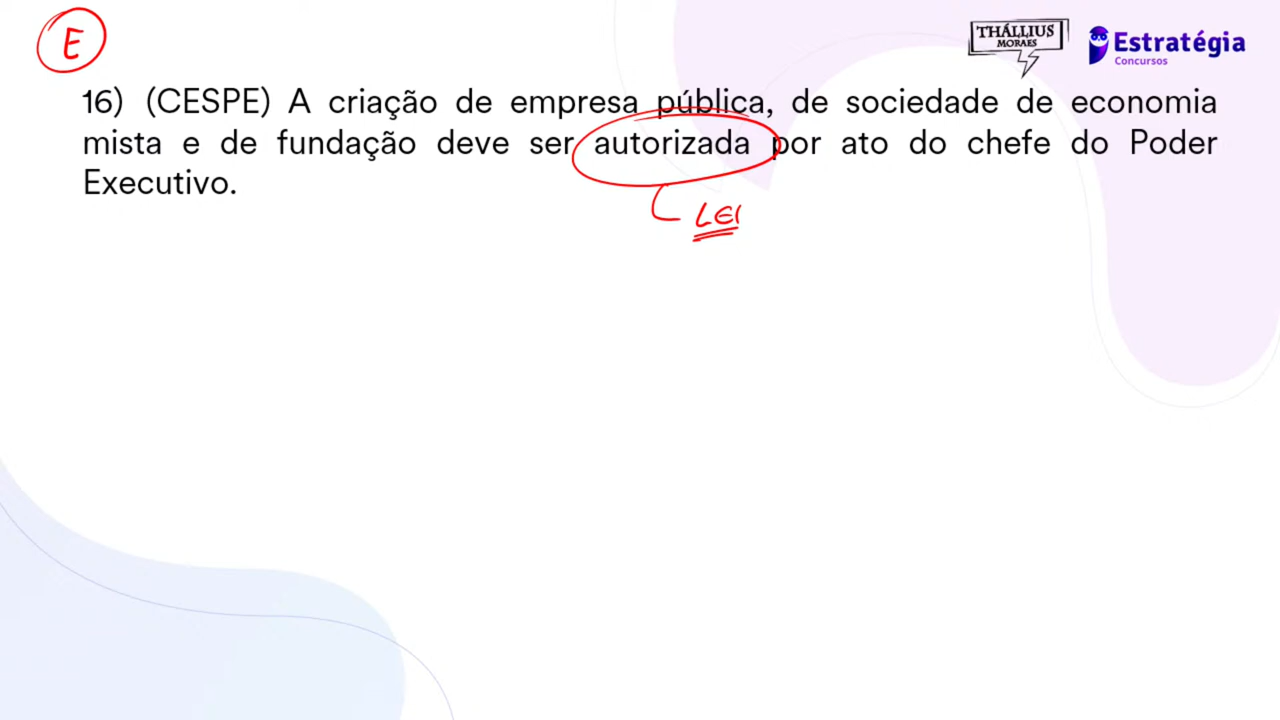 E
THÁLLIUS
MORAES
Estratégia
Concursos
16) (CESPE) A criação de empresa pública, de sociedade de economia
mista e de fundação deve ser autorizada por ato do chefe do Poder
Executivo.
LEI